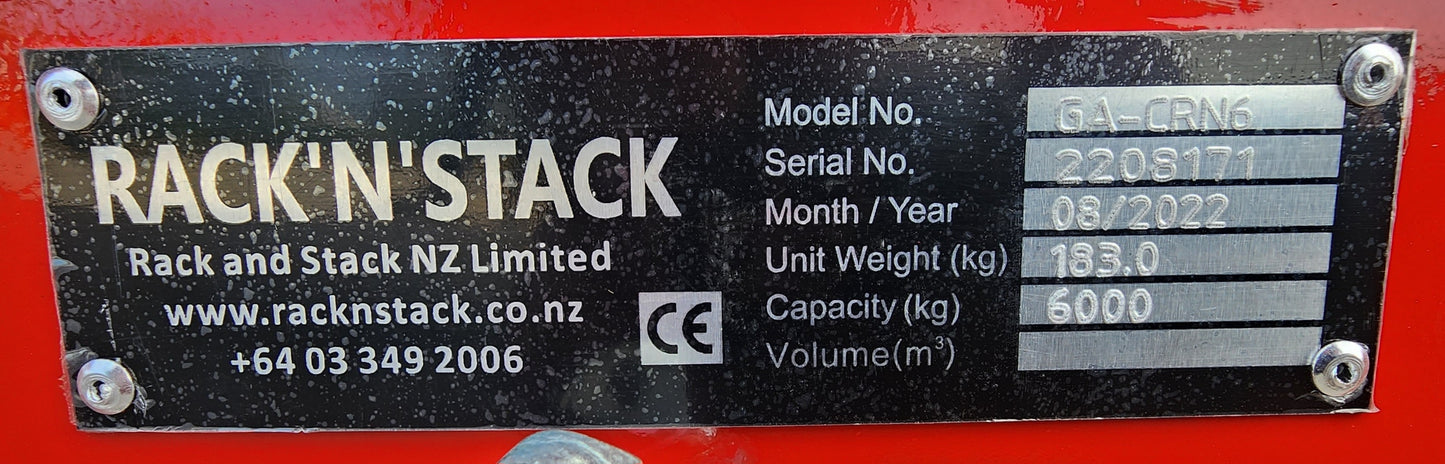 RACK'N'STACK
Rack and Stack NZ Limited
www.racknstack.co.nz
+64 03 349 2006
CE
Model No. GA-CRN6
Serial No. 2208171
Month / Year 08/2022
Unit Weight (kg) 183.0
Capacity (kg) 6000
Volume(m³)